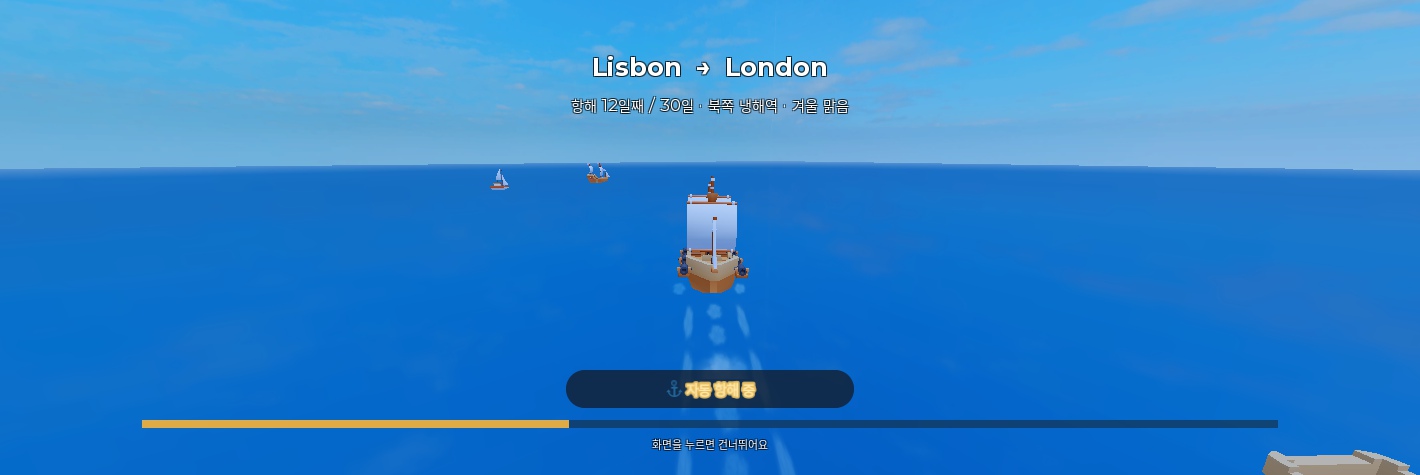 Lisbon → London
항해 12일째 / 30일 · 북쪽 냉해역 · 겨울 맑음
⚓ 자동 항해 중
화면을 누르면 건너뛰어요